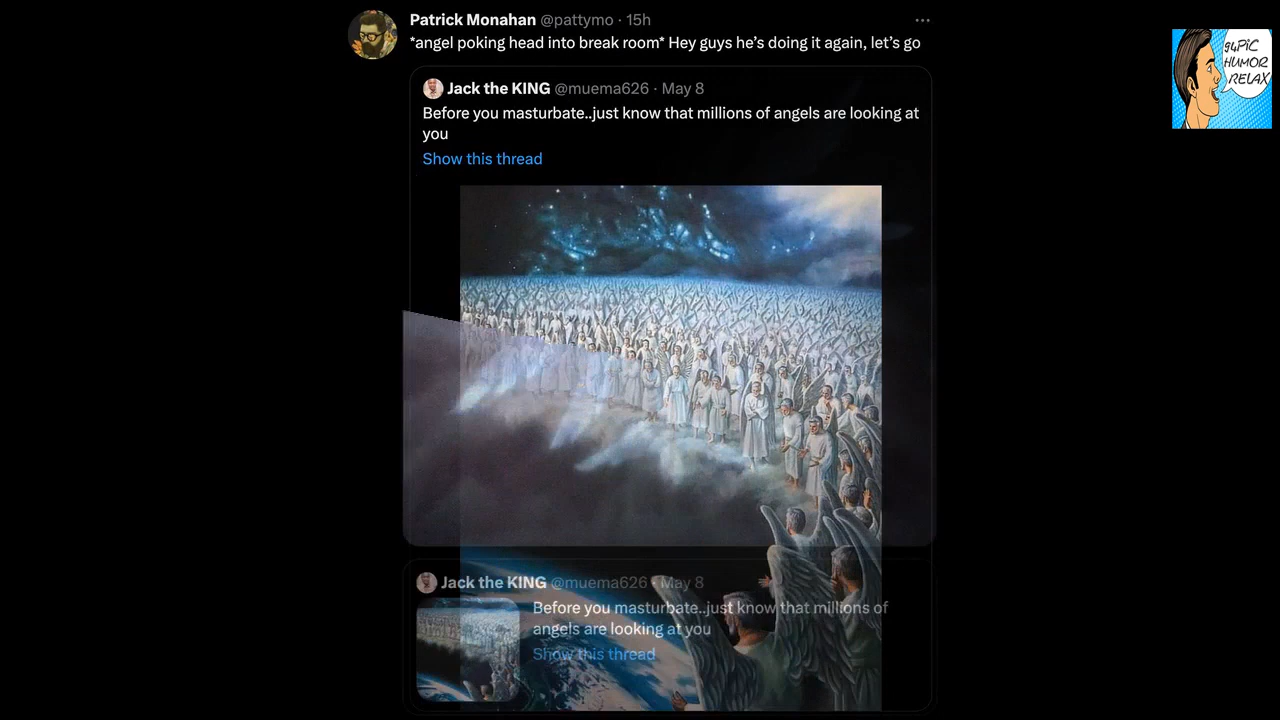 Patrick Monahan @pattymo · 15h
*angel poking head into break room* Hey guys he’s doing it again, let’s go
Jack the KING @muema626 · May 8
Before you masturbate..just know that millions of angels are looking at
you
Show this thread
Jack the KING @muema626 · May 8
Before you masturbate..just know that millions of
angels are looking at you
Show this thread
94PIC
HUMOR
RELAX